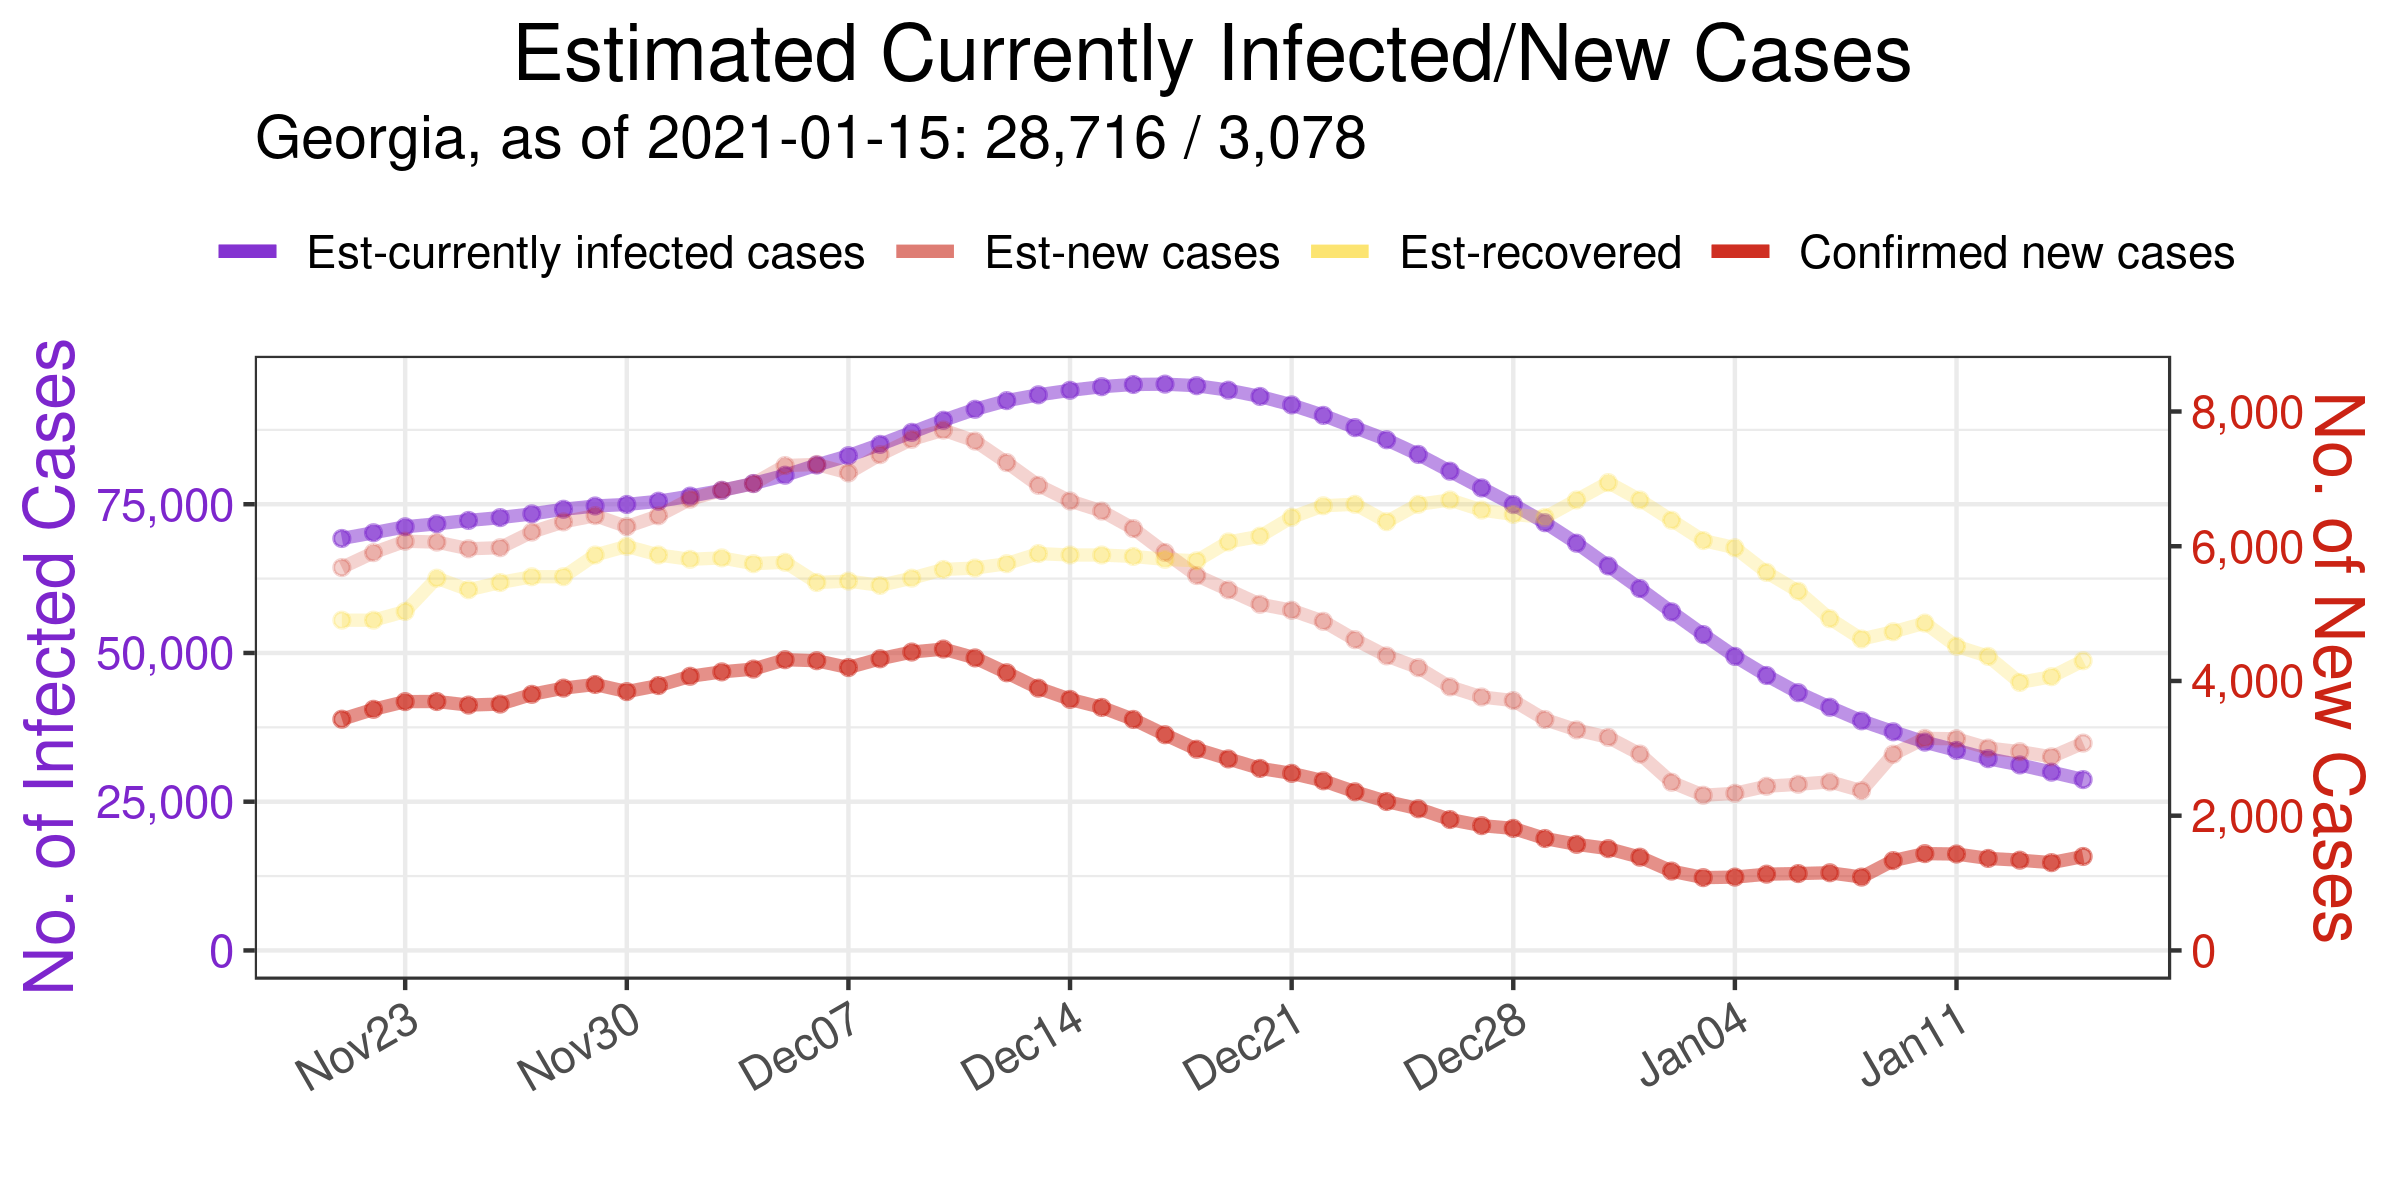 Estimated Currently Infected/New Cases
Georgia, as of 2021-01-15: 28,716 / 3,078
Est-currently infected cases Est-new cases Est-recovered Confirmed new cases
No. of Infected Cases
75,000
50,000
25,000
0
8,000
6,000
4,000
2,000
0
No. of New Cases
Nov23 Nov30 Dec07 Dec14 Dec21 Dec28 Jan04 Jan11